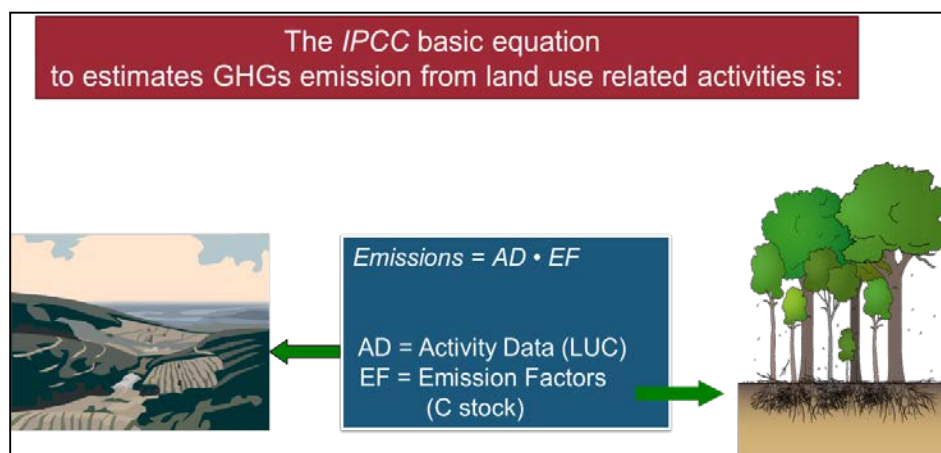 The IPCC basic equation
to estimates GHGs emission from land use related activities is:
Emissions = AD • EF
AD = Activity Data (LUC)
EF = Emission Factors
(C stock)